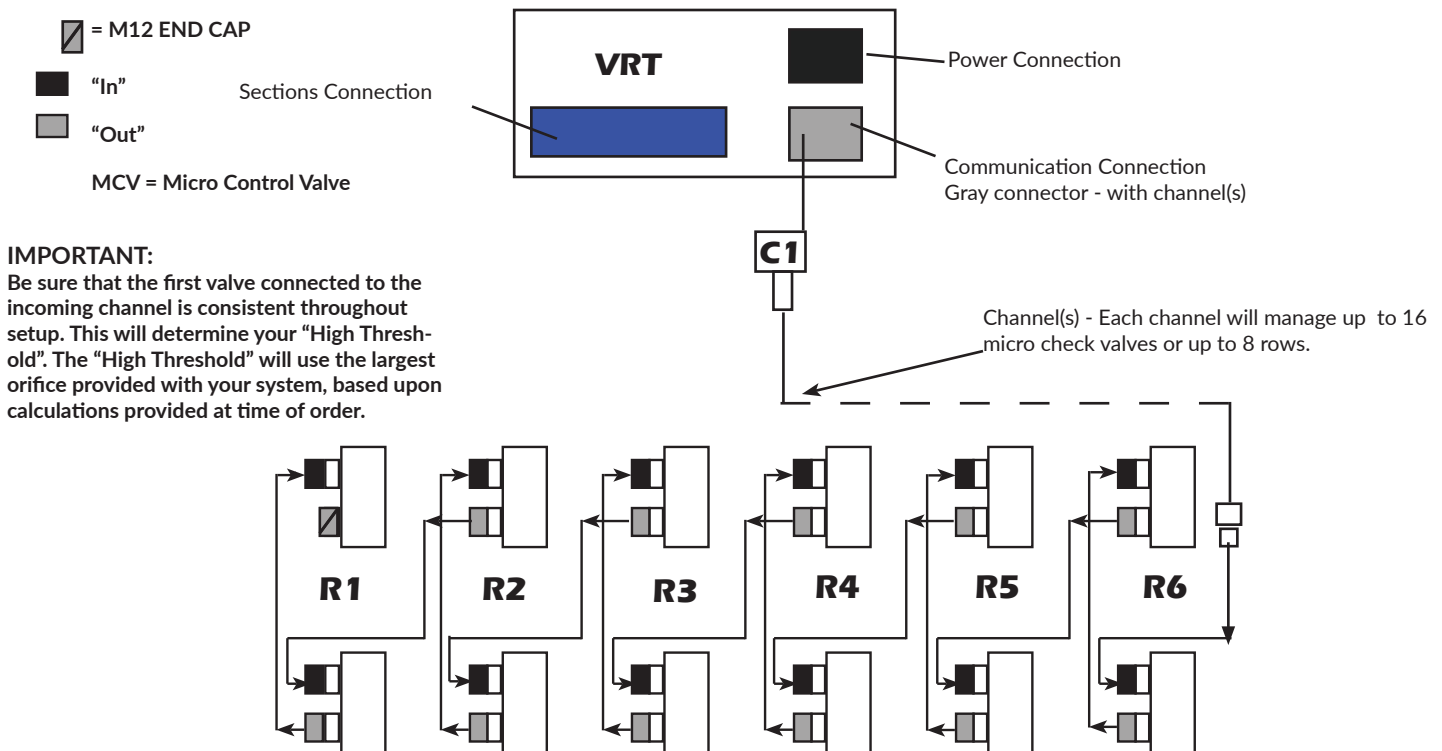 = M12 END CAP
“In”
“Out”
MCV = Micro Control Valve
Sections Connection
VRT
Power Connection
Communication Connection
Gray connector - with channel(s)
IMPORTANT:
Be sure that the first valve connected to the
incoming channel is consistent throughout
setup. This will determine your “High Thresh-
old”. The “High Threshold” will use the largest
orifice provided with your system, based upon
calculations provided at time of order.
C1
Channel(s) - Each channel will manage up to 16
micro check valves or up to 8 rows.
R1 R2 R3 R4 R5 R6